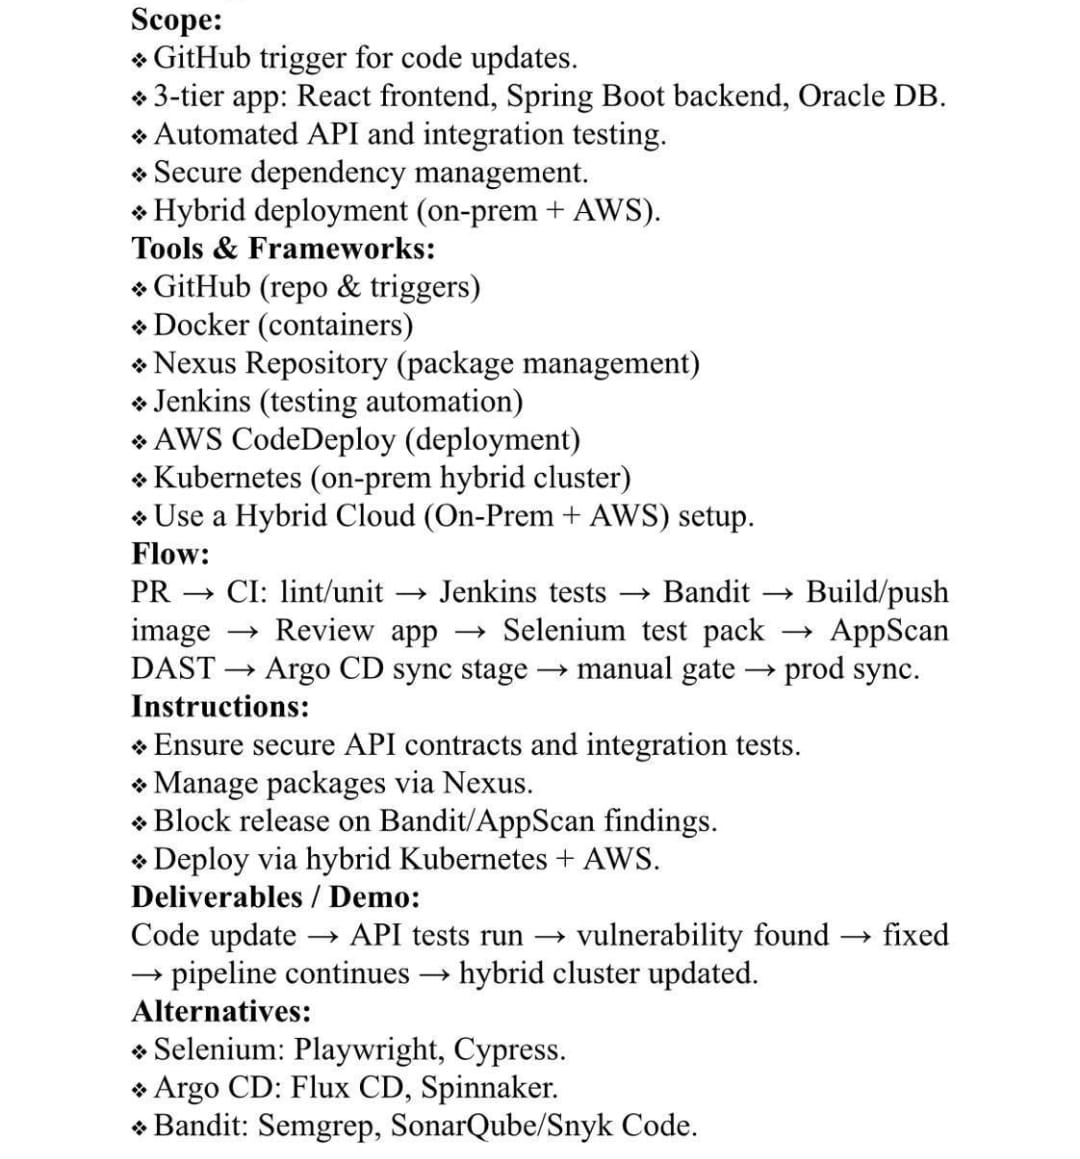 Scope:
❖ GitHub trigger for code updates.
❖ 3-tier app: React frontend, Spring Boot backend, Oracle DB.
❖ Automated API and integration testing.
❖ Secure dependency management.
❖ Hybrid deployment (on-prem + AWS).
Tools & Frameworks:
❖ GitHub (repo & triggers)
❖ Docker (containers)
❖ Nexus Repository (package management)
❖ Jenkins (testing automation)
❖ AWS CodeDeploy (deployment)
❖ Kubernetes (on-prem hybrid cluster)
❖ Use a Hybrid Cloud (On-Prem + AWS) setup.
Flow:
PR → CI: lint/unit → Jenkins tests → Bandit → Build/push
image → Review app → Selenium test pack → AppScan
DAST → Argo CD sync stage → manual gate → prod sync.
Instructions:
❖ Ensure secure API contracts and integration tests.
❖ Manage packages via Nexus.
❖ Block release on Bandit/AppScan findings.
❖ Deploy via hybrid Kubernetes + AWS.
Deliverables / Demo:
Code update → API tests run → vulnerability found → fixed
→ pipeline continues → hybrid cluster updated.
Alternatives:
❖ Selenium: Playwright, Cypress.
❖ Argo CD: Flux CD, Spinnaker.
❖ Bandit: Semgrep, SonarQube/Snyk Code.